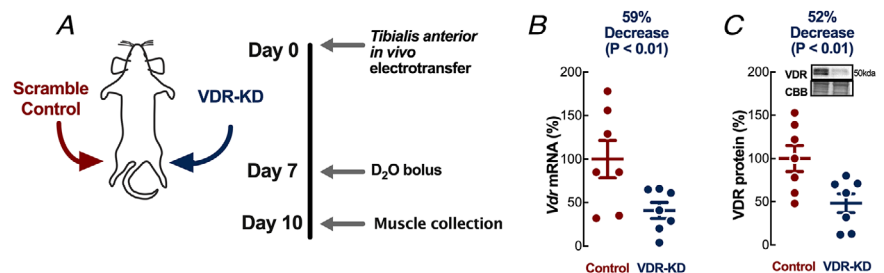 A
Scramble
Control
VDR-KD
Day 0
Tibialis anterior
in vivo
electrotransfer
Day 7
D₂O bolus
Day 10
Muscle collection
B
59%
Decrease
(P < 0.01)
Vdr mRNA (%)
200
150
100
50
0
Control
VDR-KD
C
52%
Decrease
(P < 0.01)
VDR
50kda
CBB
VDR protein (%)
200
150
100
50
0
Control
VDR-KD